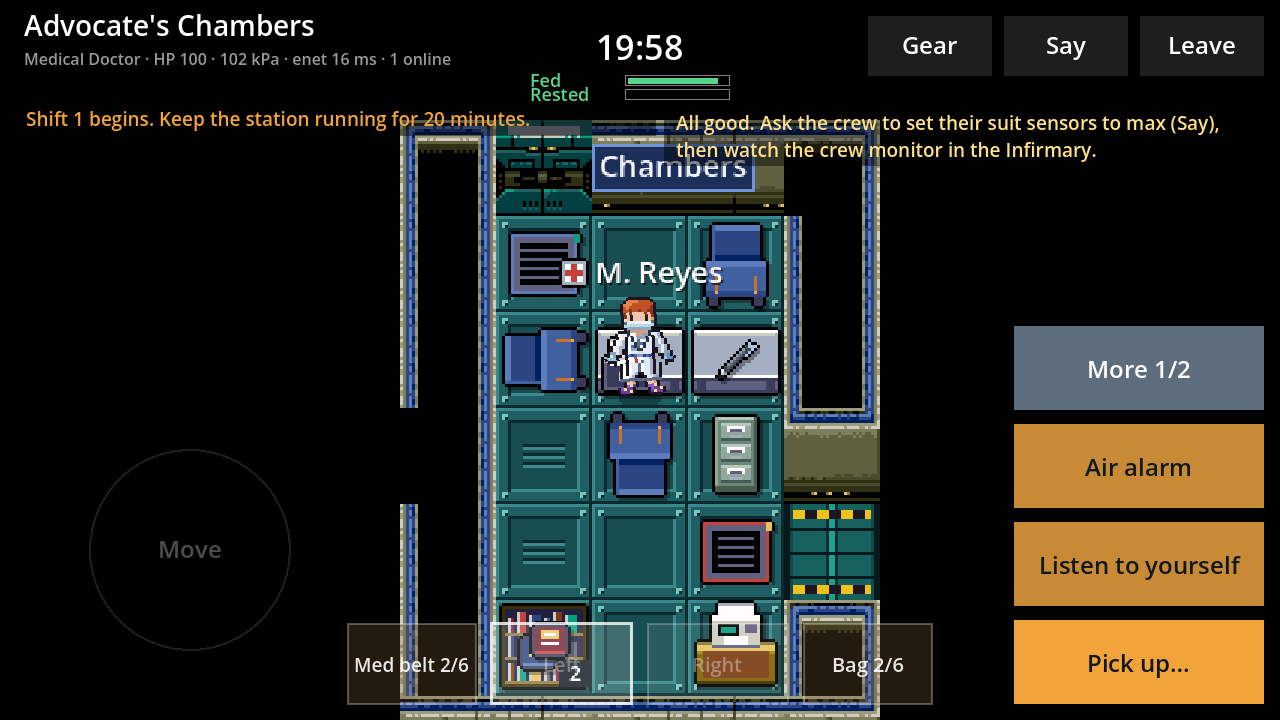 Advocate's Chambers
Medical Doctor · HP 100 · 102 kPa · enet 16 ms · 1 online
19:58
Fed
Rested
Gear
Say
Leave
Shift 1 begins. Keep the station running for 20 minutes.
All good. Ask the crew to set their suit sensors to max (Say),
then watch the crew monitor in the Infirmary.
Chambers
M. Reyes
More 1/2
Air alarm
Listen to yourself
Pick up...
Move
Med belt 2/6
Left
2
Right
Bag 2/6